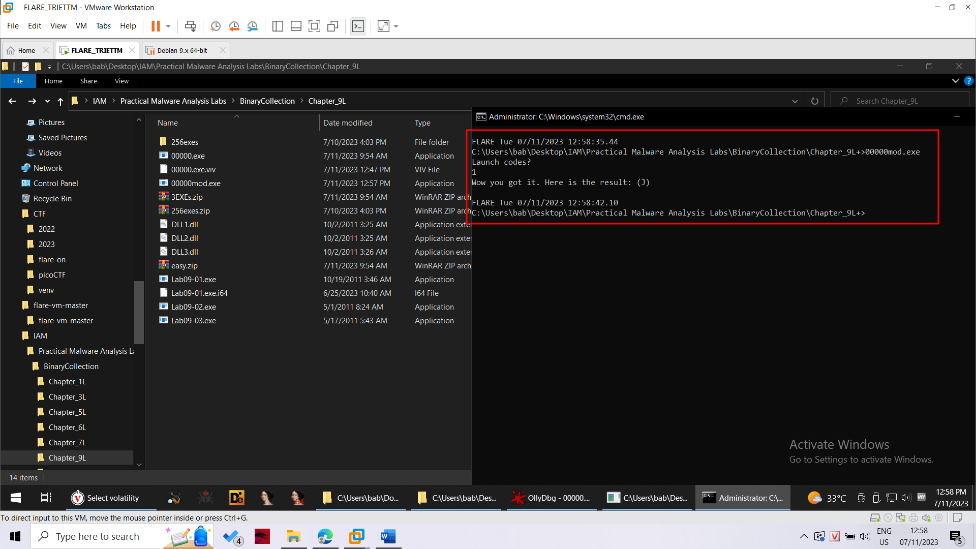 FLARE_TRIETTM - VMware Workstation
File Edit View VM Tabs Help
Home FLARE_TRIETTM Debian 9.x 64-bit
C:\Users\bab\Desktop\IAM\Practical Malware Analysis Labs\BinaryCollection\Chapter_9L
File Home Share View
IAM Practical Malware Analysis Labs BinaryCollection Chapter_9L
Search Chapter_9L
Pictures
Saved Pictures
Videos
Network
Control Panel
Recycle Bin
CTF
2022
2023
flare-on
picoCTF
venv
flare-vm-master
flare-vm-master
IAM
Practical Malware Analysis La
BinaryCollection
Chapter_1L
Chapter_3L
Chapter_5L
Chapter_6L
Chapter_7L
Chapter_9L
Name Date modified Type
256exes 7/10/2023 4:03 PM File folder
00000.exe 7/11/2023 9:54 AM Application
00000.exe.viv 7/11/2023 12:47 PM VIV File
00000mod.exe 7/11/2023 12:57 PM Application
3EXEs.zip 7/11/2023 9:54 AM WinRAR ZIP arch
256exes.zip 7/10/2023 4:03 PM WinRAR ZIP arch
DLL1.dll 10/2/2011 3:25 AM Application exte
DLL2.dll 10/2/2011 3:25 AM Application exte
DLL3.dll 10/2/2011 3:26 AM Application exte
easy.zip 7/11/2023 9:54 AM WinRAR ZIP arch
Lab09-01.exe 10/19/2011 3:46 AM Application
Lab09-01.exe.i64 6/25/2023 10:40 AM I64 File
Lab09-02.exe 5/1/2011 8:24 AM Application
Lab09-03.exe 5/17/2011 5:43 AM Application
14 items
Administrator: C:\Windows\system32\cmd.exe
FLARE Tue 07/11/2023 12:58:35.44
C:\Users\bab\Desktop\IAM\Practical Malware Analysis Labs\BinaryCollection\Chapter_9L+>00000mod.exe
Launch codes?
1
Wow you got it. Here is the result: (J)
FLARE Tue 07/11/2023 12:58:42.10
C:\Users\bab\Desktop\IAM\Practical Malware Analysis Labs\BinaryCollection\Chapter_9L+>
Activate Windows
Go to Settings to activate Windows.
Select volatility C:\Users\bab\Do... C:\Users\bab\Des... OllyDbg - 00000... C:\Users\bab\Des... Administrator: C:\... 33°C 12:58 PM
7/11/2023
To direct input to this VM, move the mouse pointer inside or press Ctrl+G.
Type here to search
4
ENG
US
12:58
07/11/2023
5